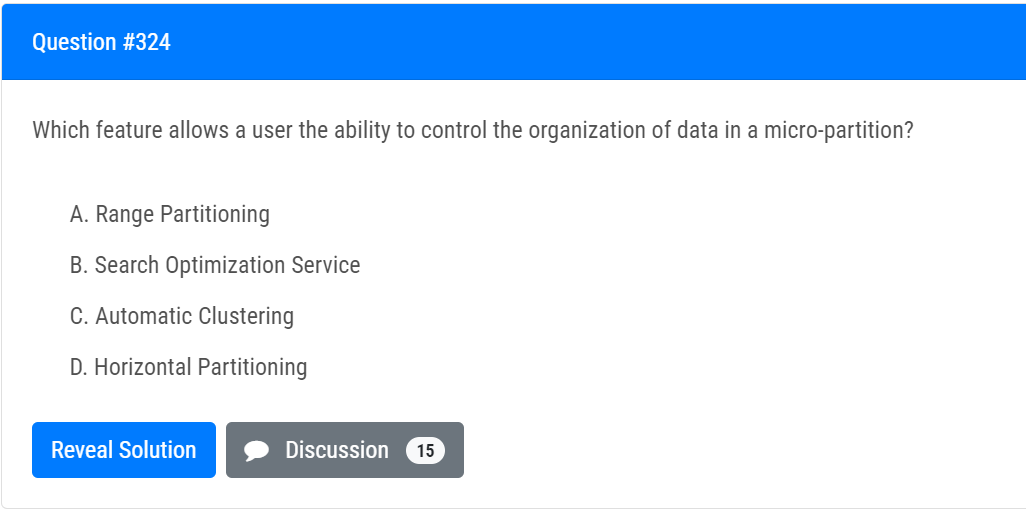 Question #324
Which feature allows a user the ability to control the organization of data in a micro-partition?
A. Range Partitioning
B. Search Optimization Service
C. Automatic Clustering
D. Horizontal Partitioning
Reveal Solution Discussion 15